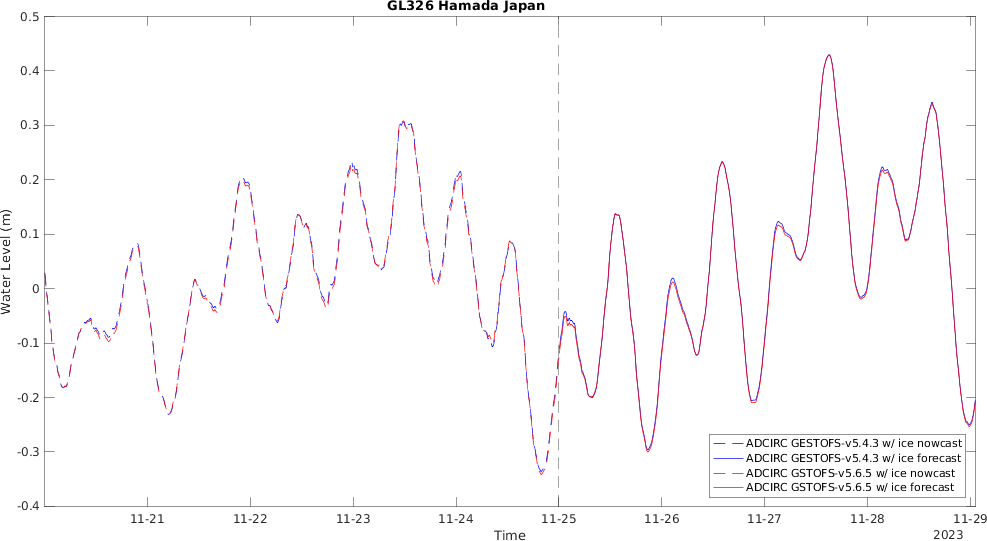 GL326 Hamada Japan
0.5
0.4
0.3
0.2
0.1
0
-0.1
-0.2
-0.3
-0.4
Water Level (m)
11-21
11-22
11-23
11-24
11-25
11-26
11-27
11-28
11-29
Time
2023
ADCIRC GESTOFS-v5.4.3 w/ ice nowcast
ADCIRC GESTOFS-v5.4.3 w/ ice forecast
ADCIRC GSTOFS-v5.6.5 w/ ice nowcast
ADCIRC GSTOFS-v5.6.5 w/ ice forecast